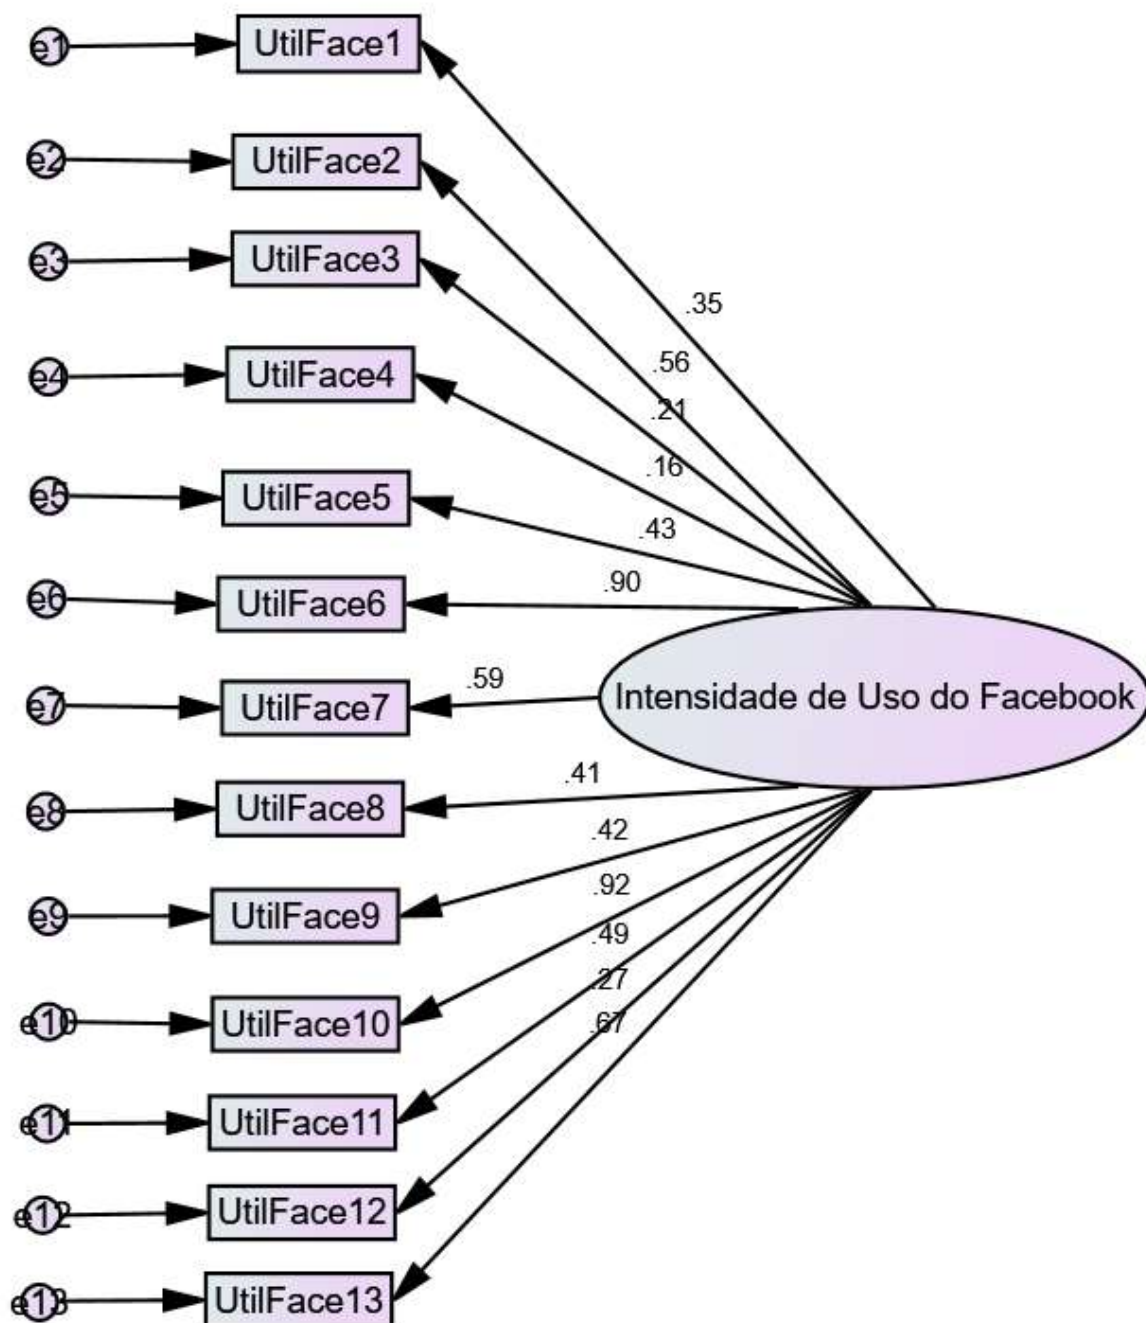 e1 UtilFace1
e2 UtilFace2
e3 UtilFace3
.35
e4 UtilFace4
.56
.21
.16
e5 UtilFace5
.43
e6 UtilFace6
.90
e7 UtilFace7
.59
Intensidade de Uso do Facebook
e8 UtilFace8
.41
.42
e9 UtilFace9
.92
.49
.27
e10 UtilFace10
.67
e11 UtilFace11
e12 UtilFace12
e13 UtilFace13